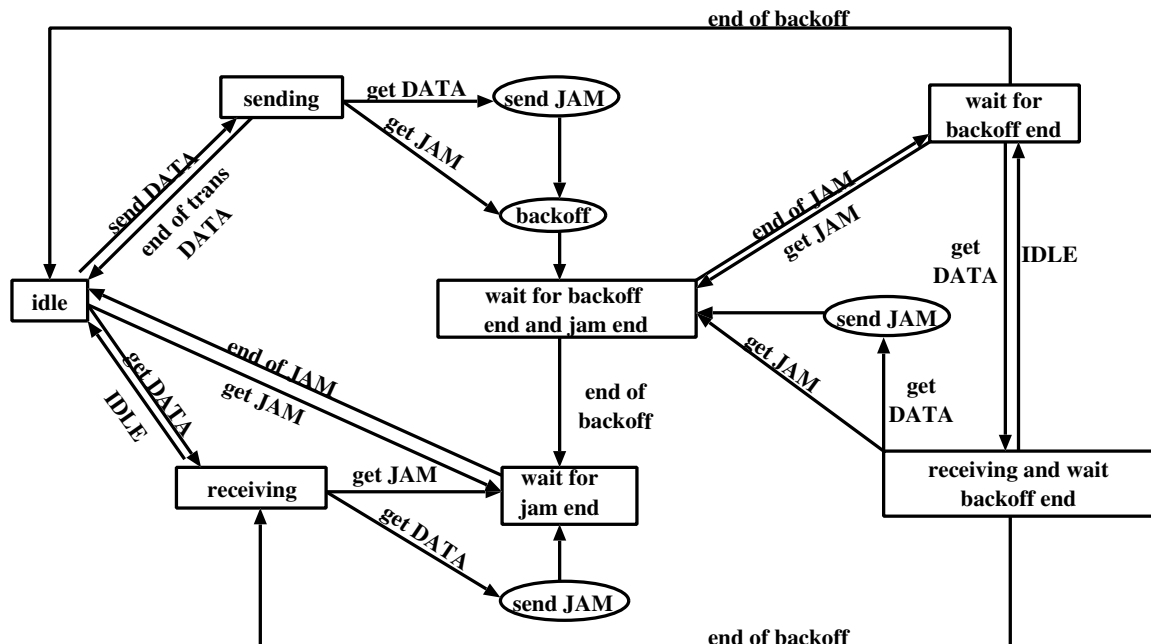 end of backoff
sending
get DATA
send JAM
wait for
backoff end
get JAM
send DATA
end of trans
DATA
backoff
end of JAM
get JAM
get
DATA
IDLE
idle
wait for backoff
end and jam end
send JAM
end of JAM
get JAM
get DATA
IDLE
end of
backoff
get JAM
get
DATA
receiving
get JAM
wait for
jam end
receiving and wait
backoff end
get DATA
send JAM
end of backoff